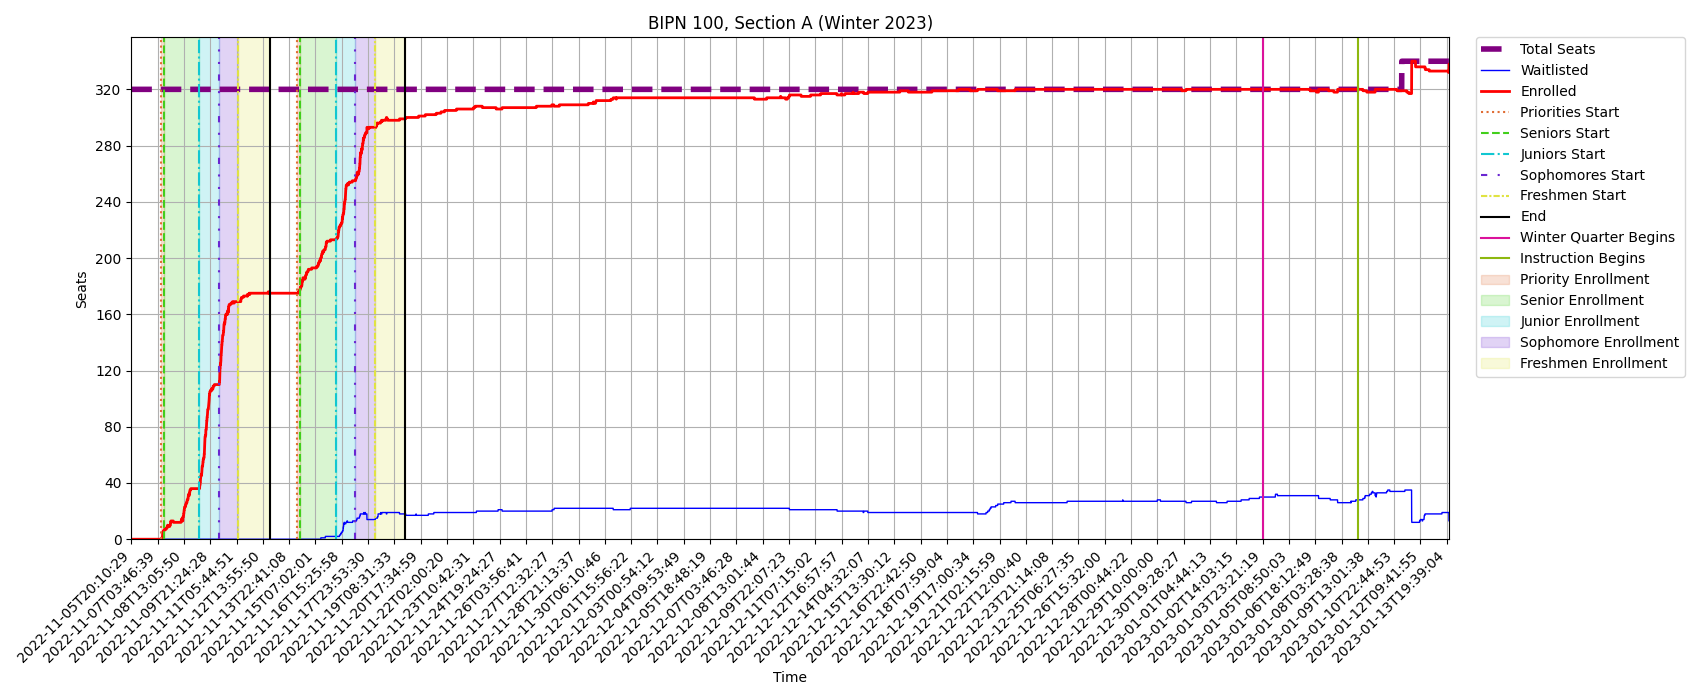 BIPN 100, Section A (Winter 2023)
Seats
320
280
240
200
160
120
80
40
0
2022-11-05T20:10:29
2022-11-07T03:46:39
2022-11-08T13:05:50
2022-11-09T21:24:28
2022-11-11T05:44:51
2022-11-12T13:55:50
2022-11-13T22:41:08
2022-11-15T07:02:01
2022-11-16T15:25:58
2022-11-17T23:53:30
2022-11-19T08:31:33
2022-11-20T17:34:59
2022-11-22T02:00:20
2022-11-23T10:42:31
2022-11-24T19:24:27
2022-11-26T03:56:41
2022-11-27T12:32:27
2022-11-28T21:13:37
2022-11-30T06:10:46
2022-12-01T15:56:22
2022-12-03T00:54:12
2022-12-04T09:53:49
2022-12-05T18:48:19
2022-12-07T03:46:28
2022-12-08T13:01:44
2022-12-09T22:07:23
2022-12-11T07:15:02
2022-12-12T16:57:57
2022-12-14T04:32:07
2022-12-15T13:30:12
2022-12-16T22:42:50
2022-12-18T07:59:04
2022-12-19T17:00:34
2022-12-21T02:15:59
2022-12-22T12:00:40
2022-12-23T21:14:08
2022-12-25T06:27:35
2022-12-26T15:32:00
2022-12-28T00:44:22
2022-12-29T10:00:00
2022-12-30T19:28:27
2023-01-01T04:44:13
2023-01-02T14:03:15
2023-01-03T23:21:19
2023-01-05T08:50:03
2023-01-06T18:12:49
2023-01-08T03:28:38
2023-01-09T13:01:38
2023-01-10T22:44:53
2023-01-12T09:41:55
2023-01-13T19:39:04
Time
Total Seats
Waitlisted
Enrolled
Priorities Start
Seniors Start
Juniors Start
Sophomores Start
Freshmen Start
End
Winter Quarter Begins
Instruction Begins
Priority Enrollment
Senior Enrollment
Junior Enrollment
Sophomore Enrollment
Freshmen Enrollment